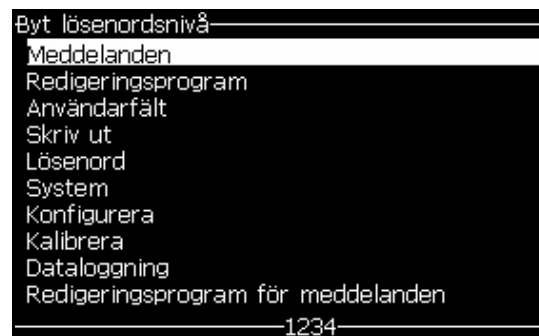 Byt lösenordsnivå
Meddelanden
Redigeringsprogram
Användarfält
Skriv ut
Lösenord
System
Konfigurera
Kalibrera
Dataloggning
Redigeringsprogram för meddelanden
1234